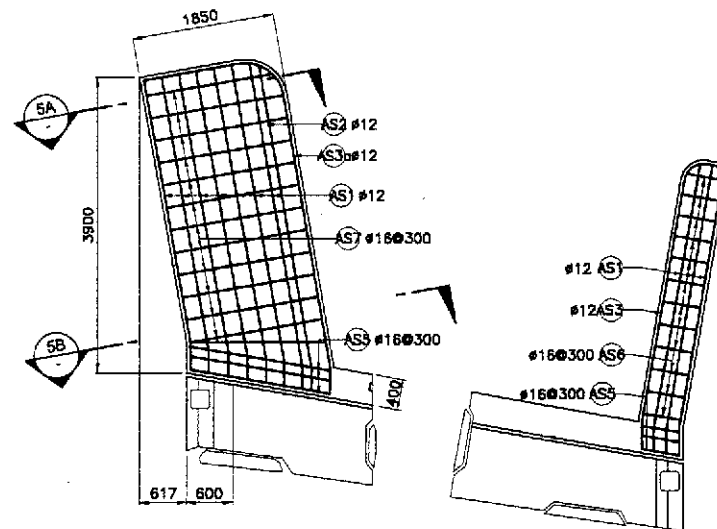 1850
5A
AS2 ø12
AS3 ø12
AS1 ø12
3900
AS7 ø16@300
ø12 AS1
ø12 AS3
5B
AS5 ø16@300
ø16@300 AS6
400
ø16@300 AS5
617
600